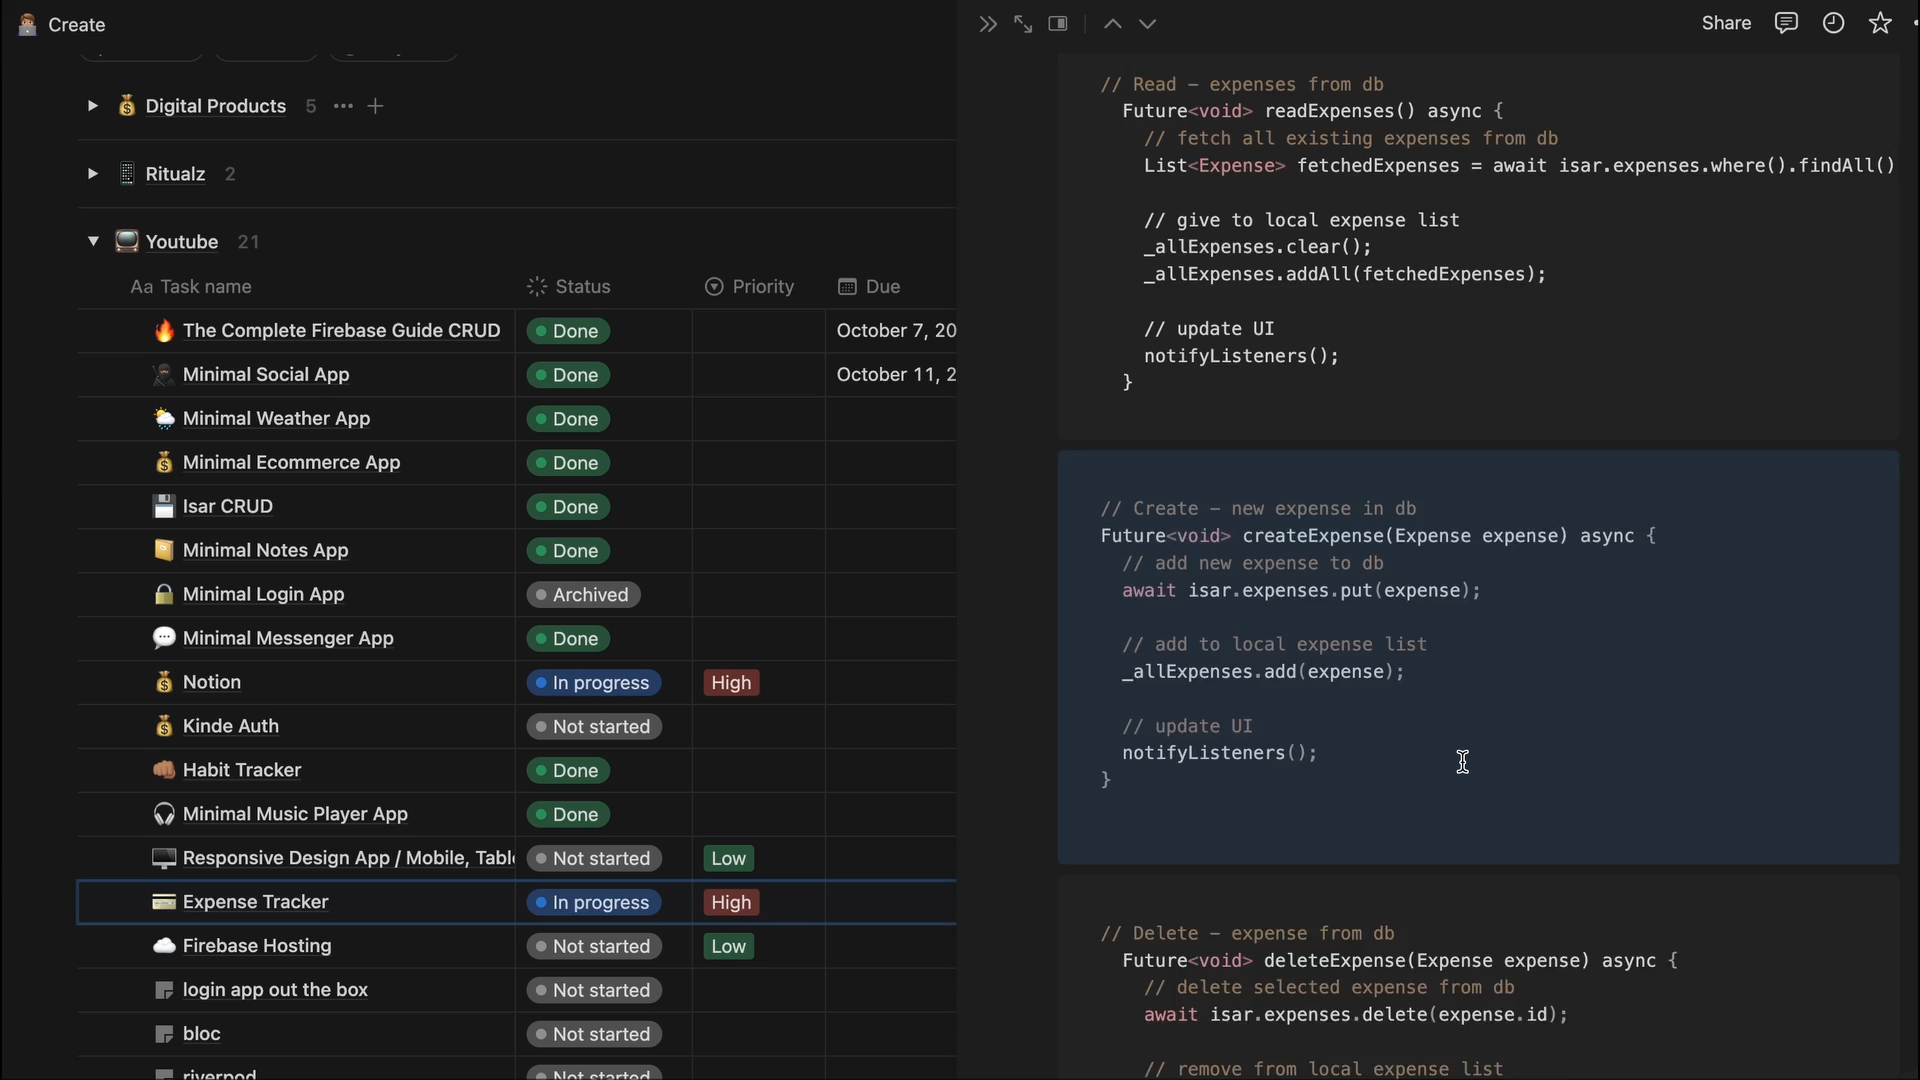 Create
Share
Digital Products 5
Ritualz 2
Youtube 21
Aa Task name Status Priority Due
The Complete Firebase Guide CRUD Done October 7, 20
Minimal Social App Done October 11, 2
Minimal Weather App Done
Minimal Ecommerce App Done
Isar CRUD Done
Minimal Notes App Done
Minimal Login App Archived
Minimal Messenger App Done
Notion In progress High
Kinde Auth Not started
Habit Tracker Done
Minimal Music Player App Done
Responsive Design App / Mobile, Tabl Not started Low
Expense Tracker In progress High
Firebase Hosting Not started Low
login app out the box Not started
bloc Not started
riverpod Not started
// Read – expenses from db
Future<void> readExpenses() async {
// fetch all existing expenses from db
List<Expense> fetchedExpenses = await isar.expenses.where().findAll()
// give to local expense list
_allExpenses.clear();
_allExpenses.addAll(fetchedExpenses);
// update UI
notifyListeners();
}
// Create – new expense in db
Future<void> createExpense(Expense expense) async {
// add new expense to db
await isar.expenses.put(expense);
// add to local expense list
_allExpenses.add(expense);
// update UI
notifyListeners();
}
// Delete – expense from db
Future<void> deleteExpense(Expense expense) async {
// delete selected expense from db
await isar.expenses.delete(expense.id);
// remove from local expense list